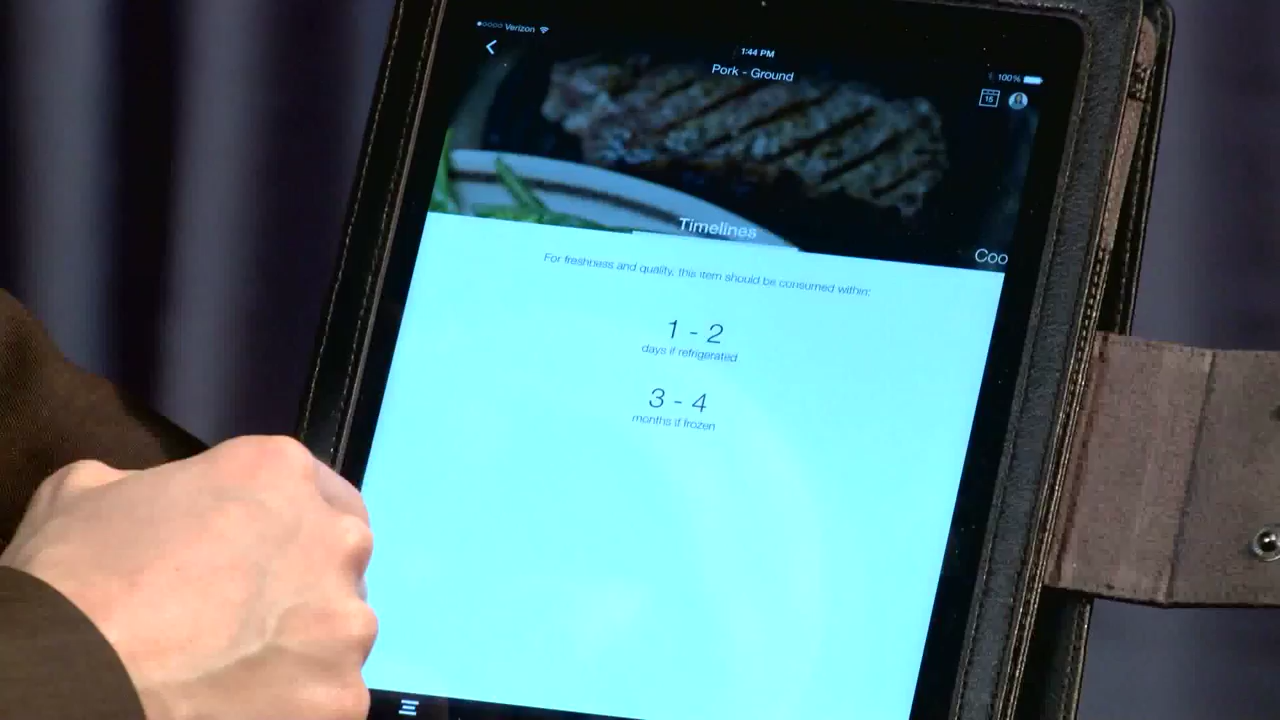 Verizon
1:44 PM
100%
Pork - Ground
15
Timelines
Coo
For freshness and quality, this item should be consumed within:
1 - 2
days if refrigerated
3 - 4
months if frozen